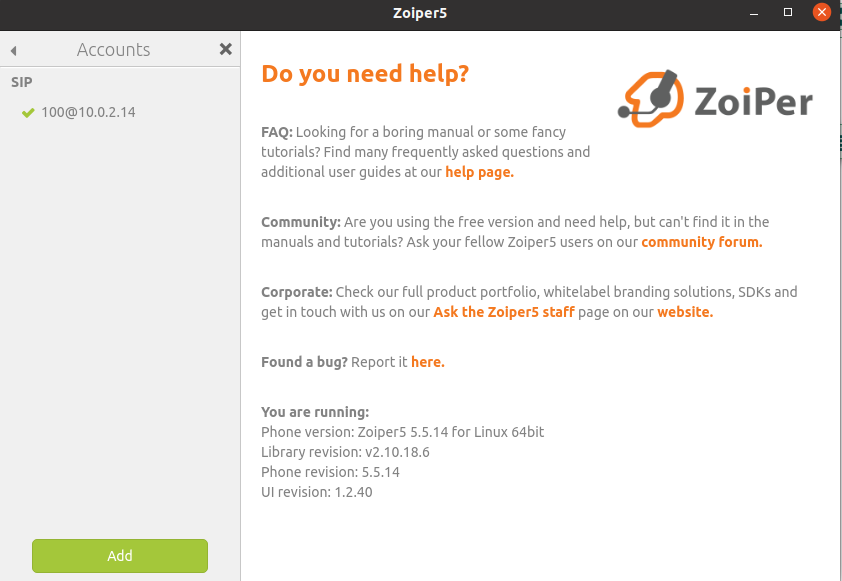 Zoiper5
Accounts
SIP
100@10.0.2.14
Add
Do you need help?
ZoiPer
FAQ: Looking for a boring manual or some fancy
tutorials? Find many frequently asked questions and
additional user guides at our help page.
Community: Are you using the free version and need help, but can't find it in the
manuals and tutorials? Ask your fellow Zoiper5 users on our community forum.
Corporate: Check our full product portfolio, whitelabel branding solutions, SDKs and
get in touch with us on our Ask the Zoiper5 staff page on our website.
Found a bug? Report it here.
You are running:
Phone version: Zoiper5 5.5.14 for Linux 64bit
Library revision: v2.10.18.6
Phone revision: 5.5.14
UI revision: 1.2.40